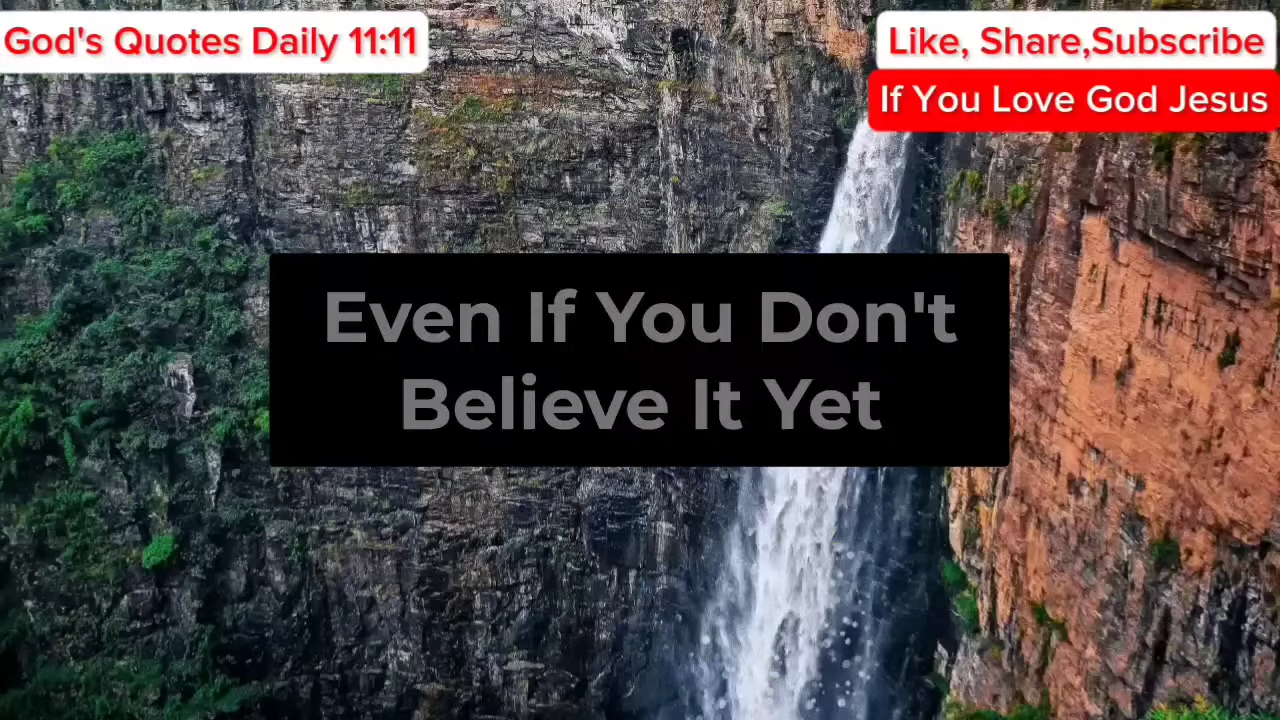 God's Quotes Daily 11:11
Like, Share,Subscribe
If You Love God Jesus
Even If You Don't
Believe It Yet